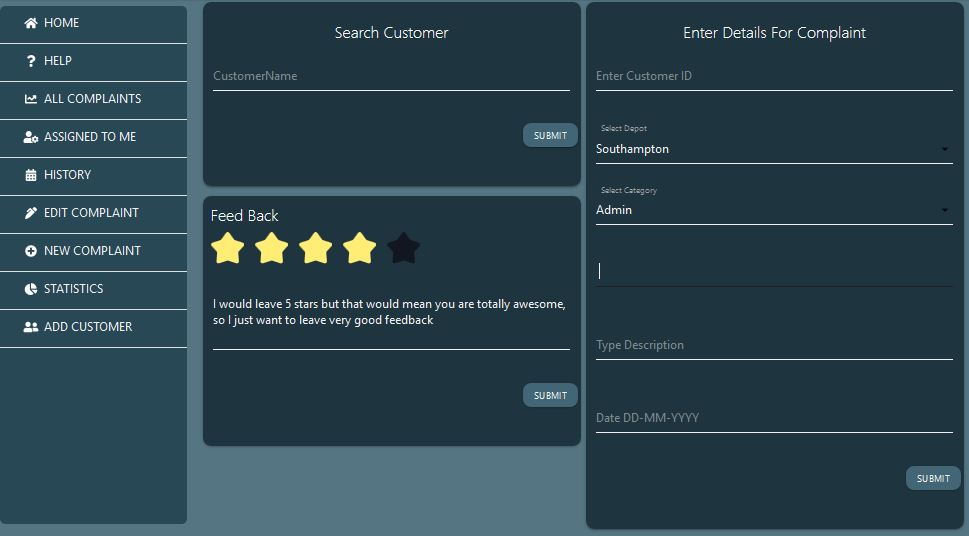 HOME
HELP
ALL COMPLAINTS
ASSIGNED TO ME
HISTORY
EDIT COMPLAINT
NEW COMPLAINT
STATISTICS
ADD CUSTOMER
Search Customer
CustomerName
SUBMIT
Feed Back
I would leave 5 stars but that would mean you are totally awesome,
so I just want to leave very good feedback
SUBMIT
Enter Details For Complaint
Enter Customer ID
Select Depot
Southampton
Select Category
Admin
Type Description
Date DD-MM-YYYY
SUBMIT